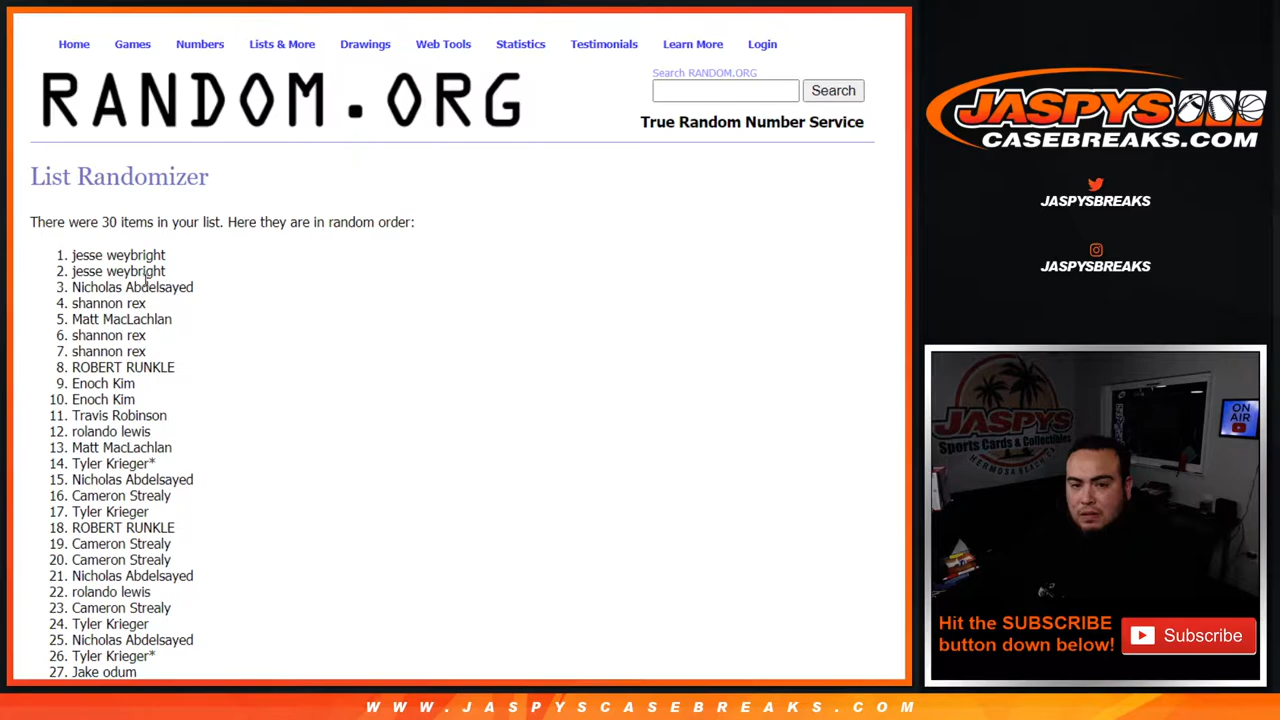 Home Games Numbers Lists & More Drawings Web Tools Statistics Testimonials Learn More Login
RANDOM.ORG
Search RANDOM.ORG
Search
True Random Number Service
List Randomizer
There were 30 items in your list. Here they are in random order:
1. jesse weybright
2. jesse weybright
3. Nicholas Abdelsayed
4. shannon rex
5. Matt MacLachlan
6. shannon rex
7. shannon rex
8. ROBERT RUNKLE
9. Enoch Kim
10. Enoch Kim
11. Travis Robinson
12. rolando lewis
13. Matt MacLachlan
14. Tyler Krieger*
15. Nicholas Abdelsayed
16. Cameron Strealy
17. Tyler Krieger
18. ROBERT RUNKLE
19. Cameron Strealy
20. Cameron Strealy
21. Nicholas Abdelsayed
22. rolando lewis
23. Cameron Strealy
24. Tyler Krieger
25. Nicholas Abdelsayed
26. Tyler Krieger*
27. Jake odum
JASPYS
CASEBREAKS.COM
JASPYSBREAKS
JASPYSBREAKS
JASPYS
Sports Cards & Collectibles
HERMOSA BEACH
ON
AIR
Hit the SUBSCRIBE
button down below!
Subscribe
WWW.JASPYSCASEBREAKS.COM